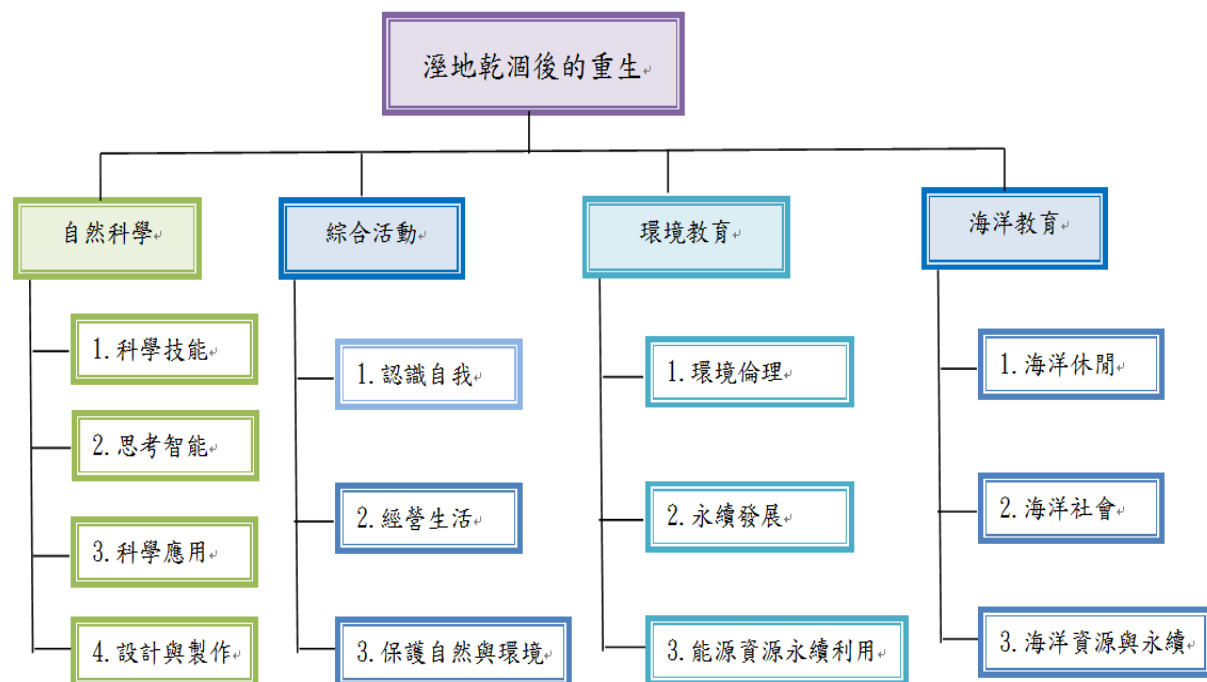 溼地乾涸後的重生
自然科學
綜合活動
環境教育
海洋教育
1.科學技能
2.思考智能
3.科學應用
4.設計與製作
1.認識自我
2.經營生活
3.保護自然與環境
1.環境倫理
2.永續發展
3.能源資源永續利用
1.海洋休閒
2.海洋社會
3.海洋資源與永續